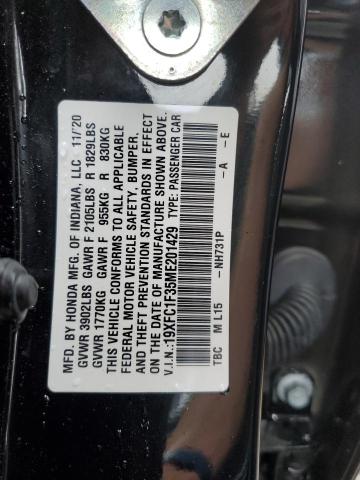 MFD. BY HONDA MFG. OF INDIANA, LLC 11/'20
GVWR 3902LBS GAWR F 2105LBS R 1829LBS
GVWR 1770KG GAWR F 955KG R 830KG
THIS VEHICLE CONFORMS TO ALL APPLICABLE
FEDERAL MOTOR VEHICLE SAFETY, BUMPER,
AND THEFT PREVENTION STANDARDS IN EFFECT
ON THE DATE OF MANUFACTURE SHOWN ABOVE.
V.I.N.: 19XFC1F35ME201429 TYPE: PASSENGER CAR
TBC M L15 -NH731P -A -E